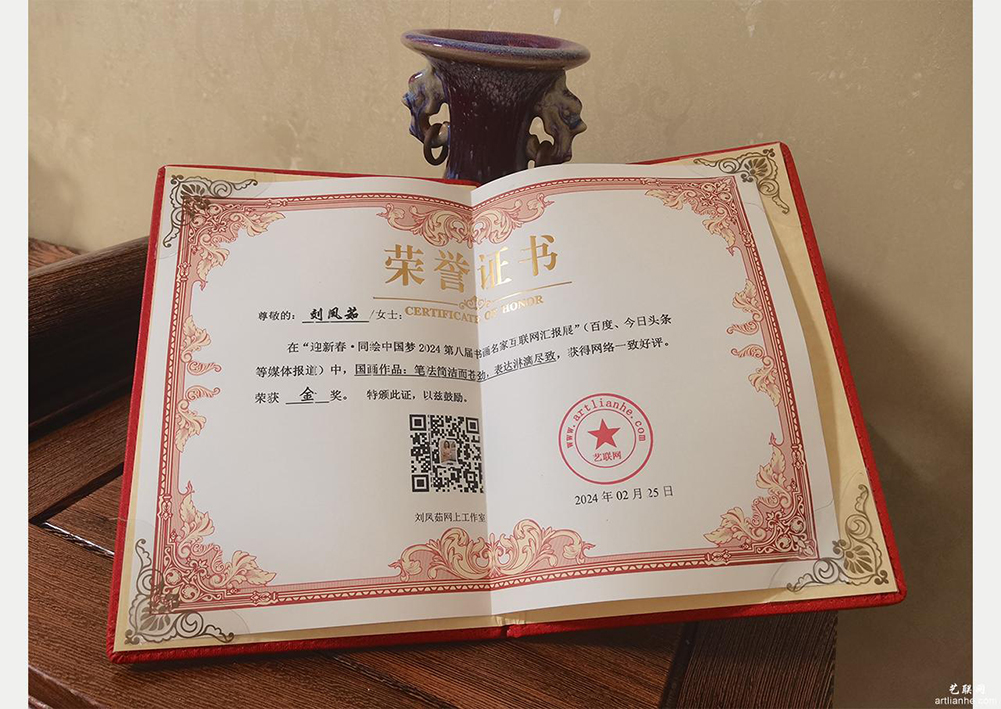 荣誉证书
CERTIFICATE OF HONOR
尊敬的: 刘凤茹 /女士:
在“迎新春·同绘中国梦2024第八届书画名家互联网汇报展”(百度、今日头条
等媒体报道)中,国画作品:笔法简洁而苍劲,表达淋漓尽致,获得网络一致好评。
荣获 金 奖。 特颁此证,以兹鼓励。
www.artlianhe.com
艺联网
2024 年 02 月 25 日
刘凤茹网上工作室
艺联网
artlianhe.com